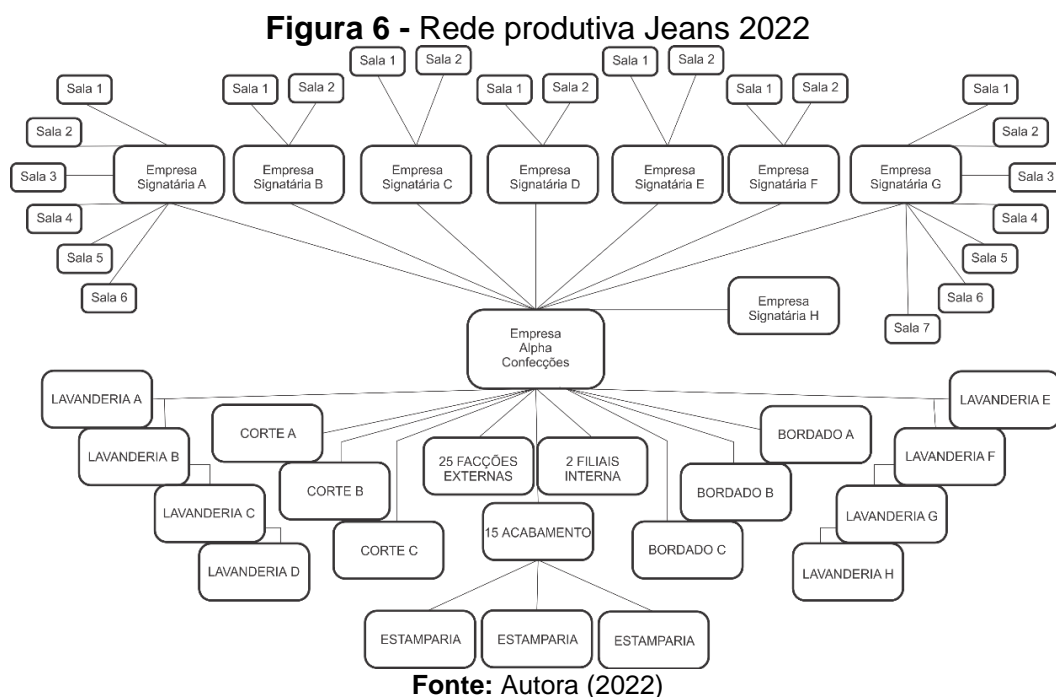 Figura 6 - Rede produtiva Jeans 2022
Sala 1
Sala 2
Sala 3
Sala 4
Sala 5
Sala 6
Empresa
Signatária A
Sala 1
Sala 2
Empresa
Signatária B
Sala 1
Sala 2
Empresa
Signatária C
Sala 1
Sala 2
Empresa
Signatária D
Sala 1
Sala 2
Empresa
Signatária E
Sala 1
Sala 2
Empresa
Signatária F
Sala 1
Sala 2
Sala 3
Sala 4
Sala 5
Sala 6
Sala 7
Empresa
Signatária G
Empresa
Signatária H
Empresa
Alpha
Confecções
LAVANDERIA A
LAVANDERIA B
LAVANDERIA C
LAVANDERIA D
CORTE A
CORTE B
CORTE C
25 FACÇÕES
EXTERNAS
2 FILIAIS
INTERNA
15 ACABAMENTO
BORDADO A
BORDADO B
BORDADO C
LAVANDERIA E
LAVANDERIA F
LAVANDERIA G
LAVANDERIA H
ESTAMPARIA
ESTAMPARIA
ESTAMPARIA
Fonte: Autora (2022)